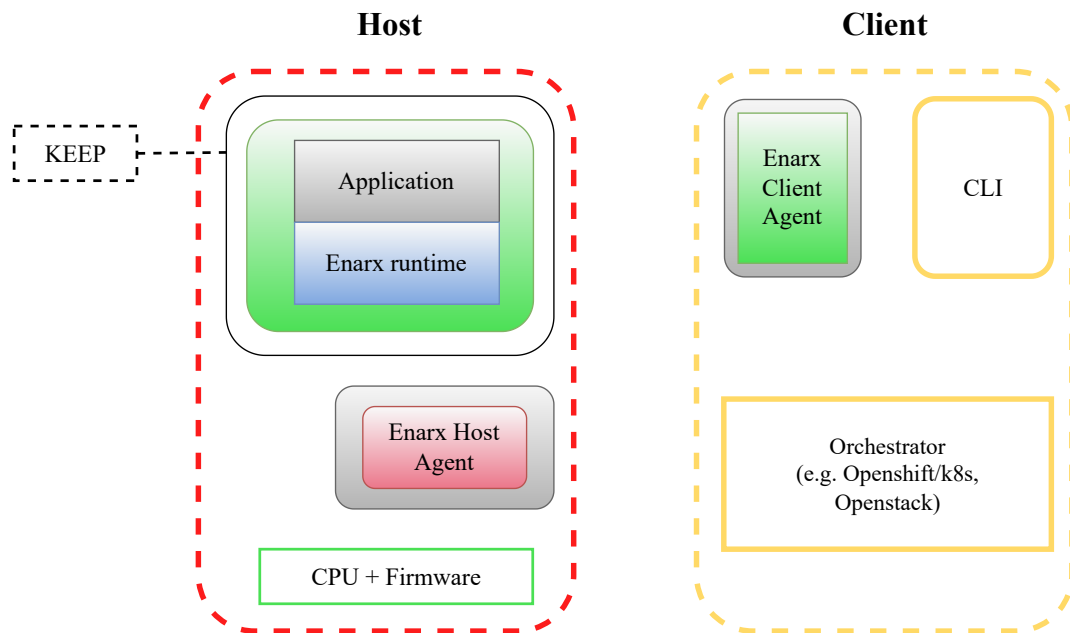 Host
Client
KEEP
Application
Enarx runtime
Enarx
Client
Agent
CLI
Enarx Host
Agent
Orchestrator
(e.g. Openshift/k8s,
Openstack)
CPU + Firmware